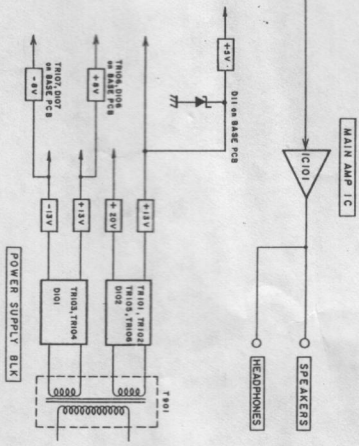 MAIN AMP IC
IC101
SPEAKERS
HEADPHONES
+5V
D11 on BASE PCB
+13V
+20V
TR101, TR102
TR105, TR106
D102
T901
TR106, D106
on BASE PCB
+8V
TR107, D107
on BASE PCB
-8V
+13V
-13V
TR103, TR104
D101
POWER SUPPLY BLK